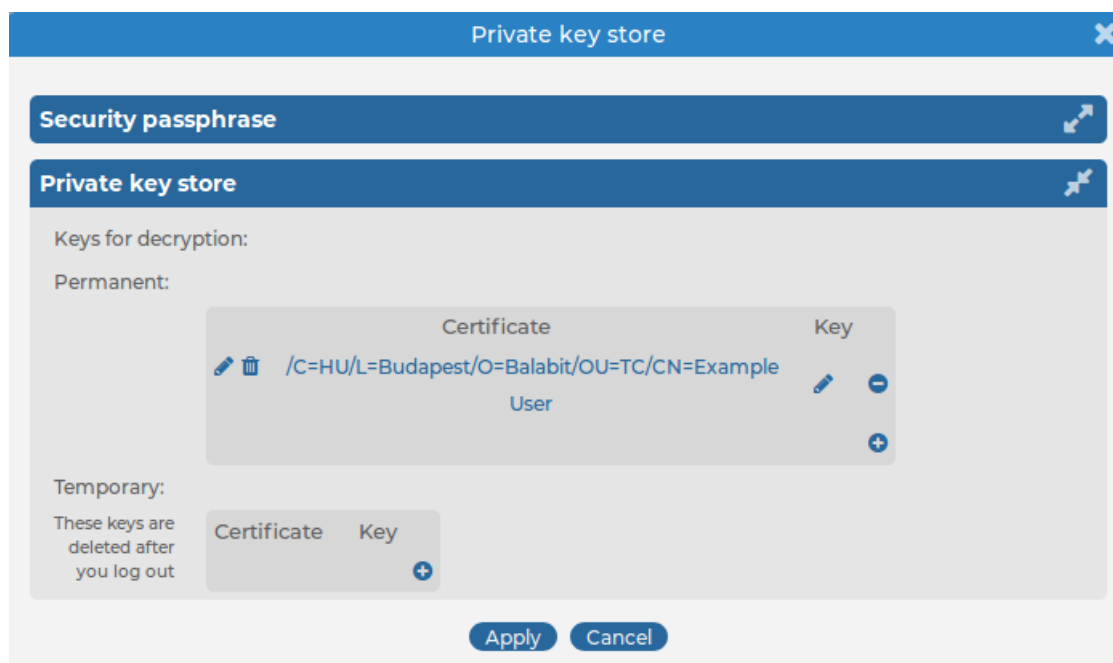 Private key store
Security passphrase
Private key store
Keys for decryption:
Permanent:
Certificate Key
/C=HU/L=Budapest/O=Balabit/OU=TC/CN=Example
User
Temporary:
These keys are
deleted after
you log out
Certificate Key
Apply Cancel